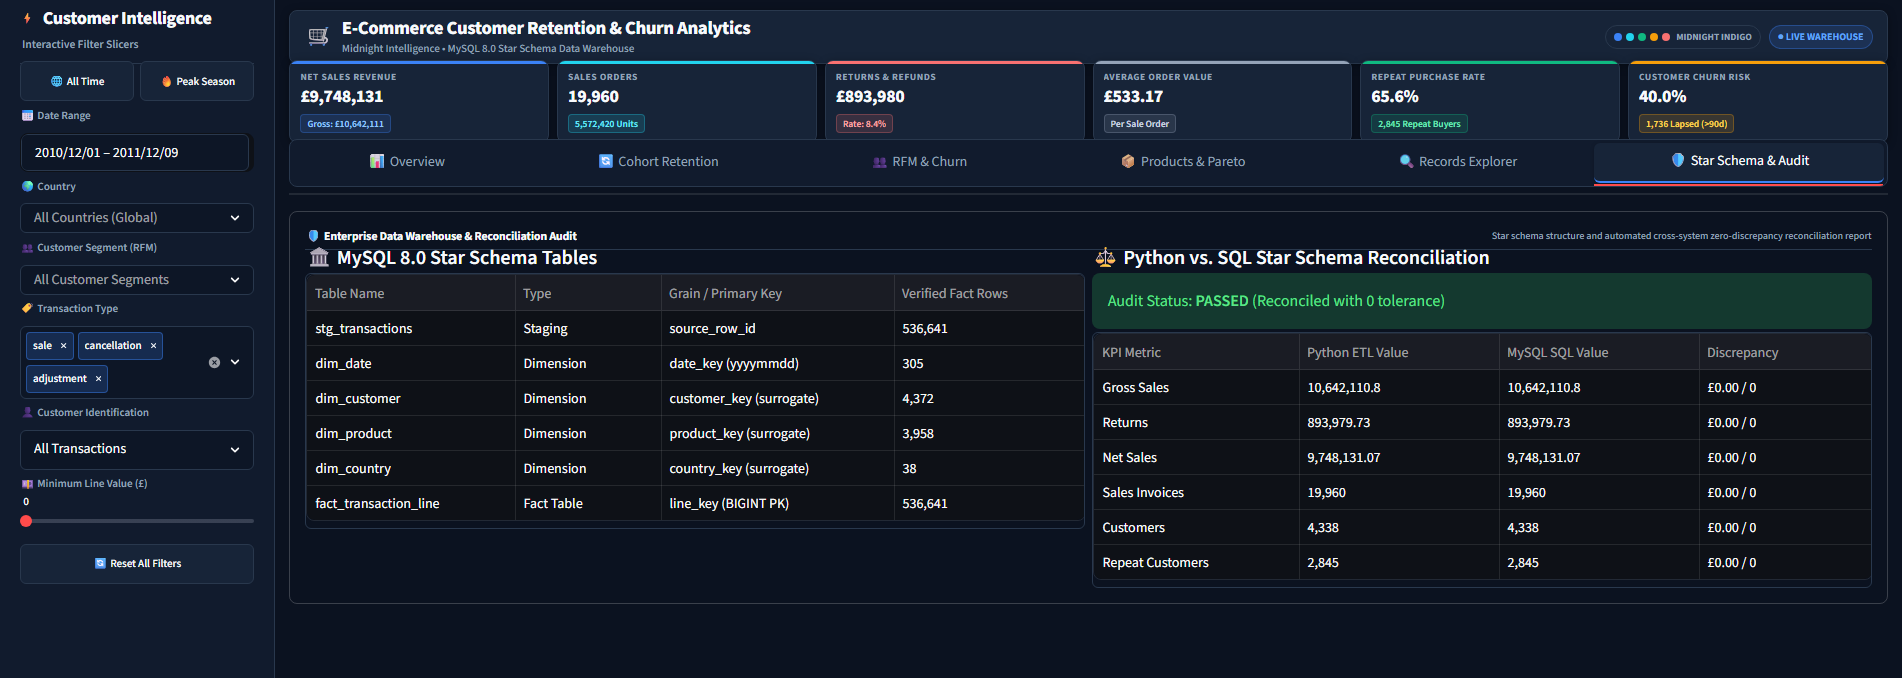 Customer Intelligence
Interactive Filter Slicers
All Time
Peak Season
Date Range
2010/12/01 – 2011/12/09
Country
All Countries (Global)
Customer Segment (RFM)
All Customer Segments
Transaction Type
sale ×
cancellation ×
adjustment ×
Customer Identification
All Transactions
Minimum Line Value (£)
0
Reset All Filters
E-Commerce Customer Retention & Churn Analytics
Midnight Intelligence • MySQL 8.0 Star Schema Data Warehouse
MIDNIGHT INDIGO
LIVE WAREHOUSE
NET SALES REVENUE
£9,748,131
Gross: £10,642,111
SALES ORDERS
19,960
5,572,420 Units
RETURNS & REFUNDS
£893,980
Rate: 8.4%
AVERAGE ORDER VALUE
£533.17
Per Sale Order
REPEAT PURCHASE RATE
65.6%
2,845 Repeat Buyers
CUSTOMER CHURN RISK
40.0%
1,736 Lapsed (>90d)
Overview
Cohort Retention
RFM & Churn
Products & Pareto
Records Explorer
Star Schema & Audit
Enterprise Data Warehouse & Reconciliation Audit
Star schema structure and automated cross-system zero-discrepancy reconciliation report
MySQL 8.0 Star Schema Tables
Table Name Type Grain / Primary Key Verified Fact Rows
stg_transactions Staging source_row_id 536,641
dim_date Dimension date_key (yyyymmdd) 305
dim_customer Dimension customer_key (surrogate) 4,372
dim_product Dimension product_key (surrogate) 3,958
dim_country Dimension country_key (surrogate) 38
fact_transaction_line Fact Table line_key (BIGINT PK) 536,641
Python vs. SQL Star Schema Reconciliation
Audit Status: PASSED (Reconciled with 0 tolerance)
KPI Metric Python ETL Value MySQL SQL Value Discrepancy
Gross Sales 10,642,110.8 10,642,110.8 £0.00 / 0
Returns 893,979.73 893,979.73 £0.00 / 0
Net Sales 9,748,131.07 9,748,131.07 £0.00 / 0
Sales Invoices 19,960 19,960 £0.00 / 0
Customers 4,338 4,338 £0.00 / 0
Repeat Customers 2,845 2,845 £0.00 / 0